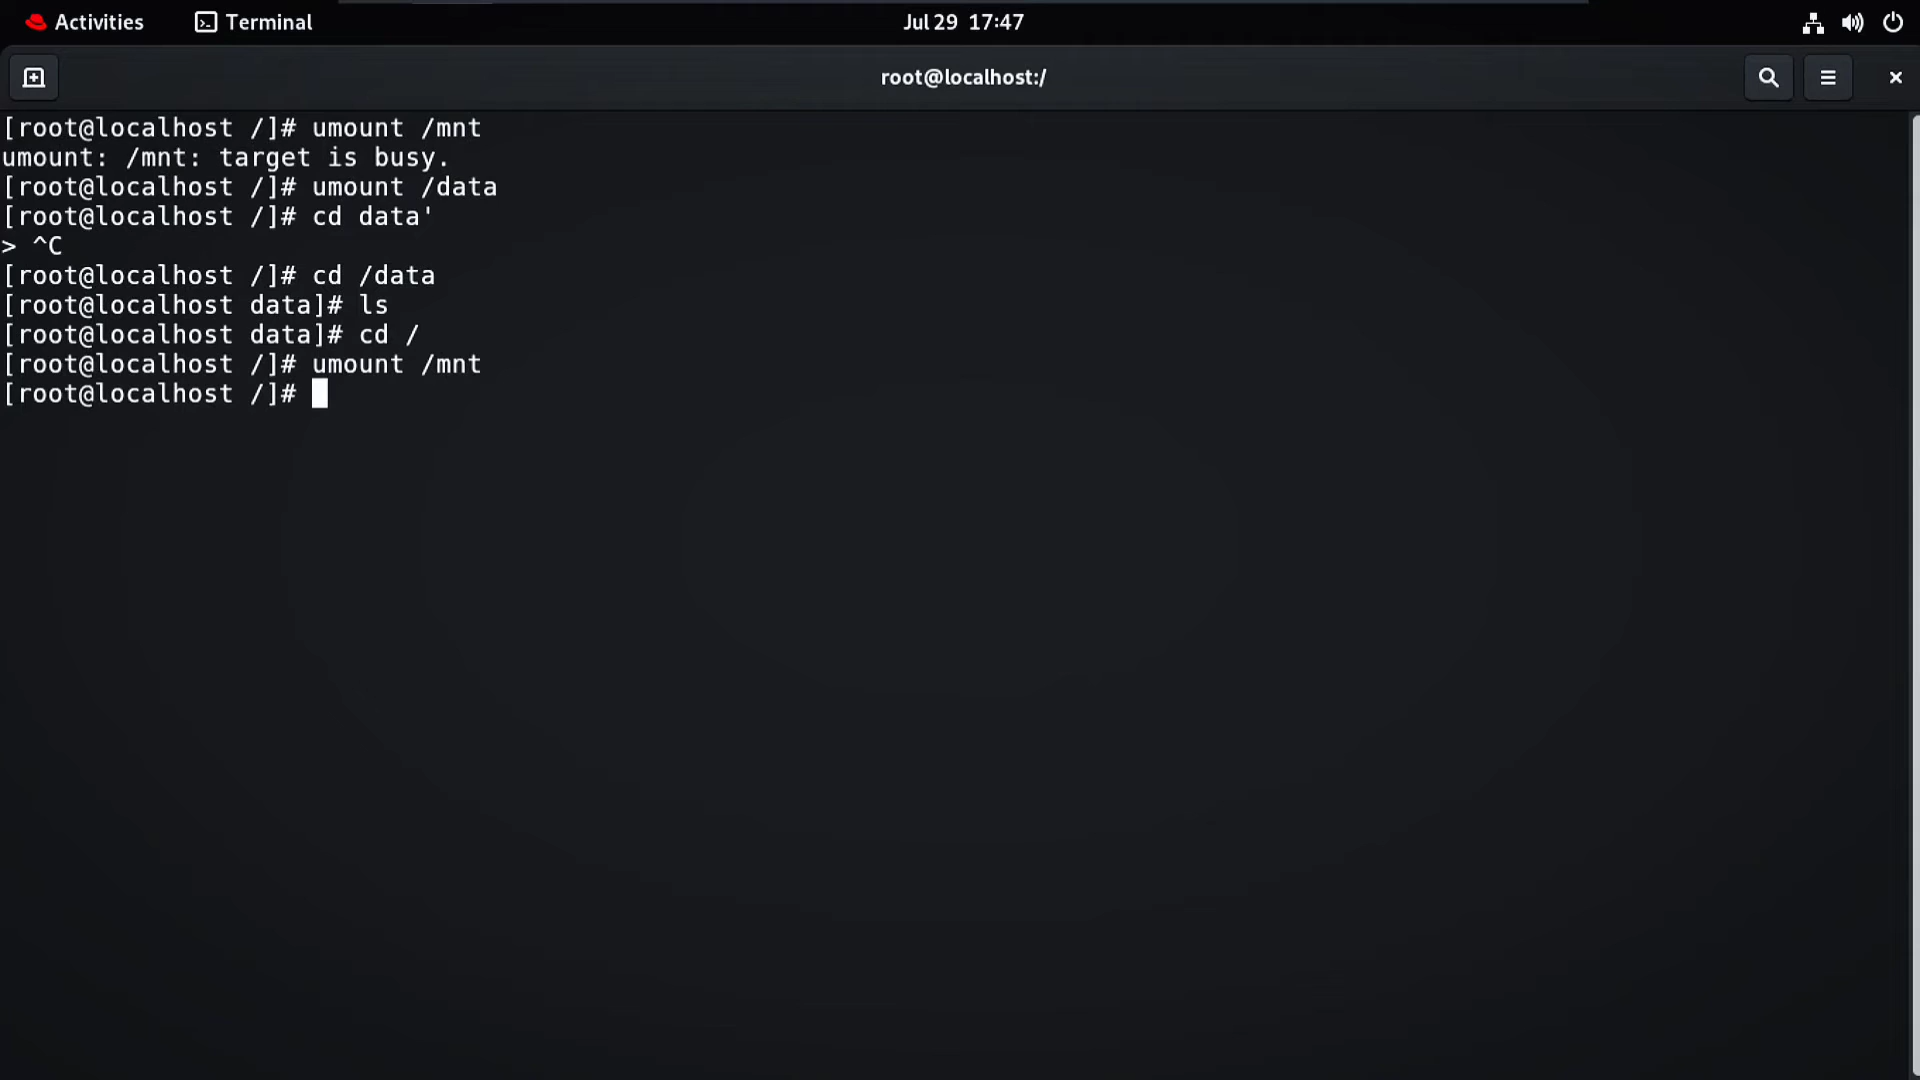 Activities Terminal Jul 29 17:47
root@localhost:/
[root@localhost /]# umount /mnt
umount: /mnt: target is busy.
[root@localhost /]# umount /data
[root@localhost /]# cd data'
> ^C
[root@localhost /]# cd /data
[root@localhost data]# ls
[root@localhost data]# cd /
[root@localhost /]# umount /mnt
[root@localhost /]#